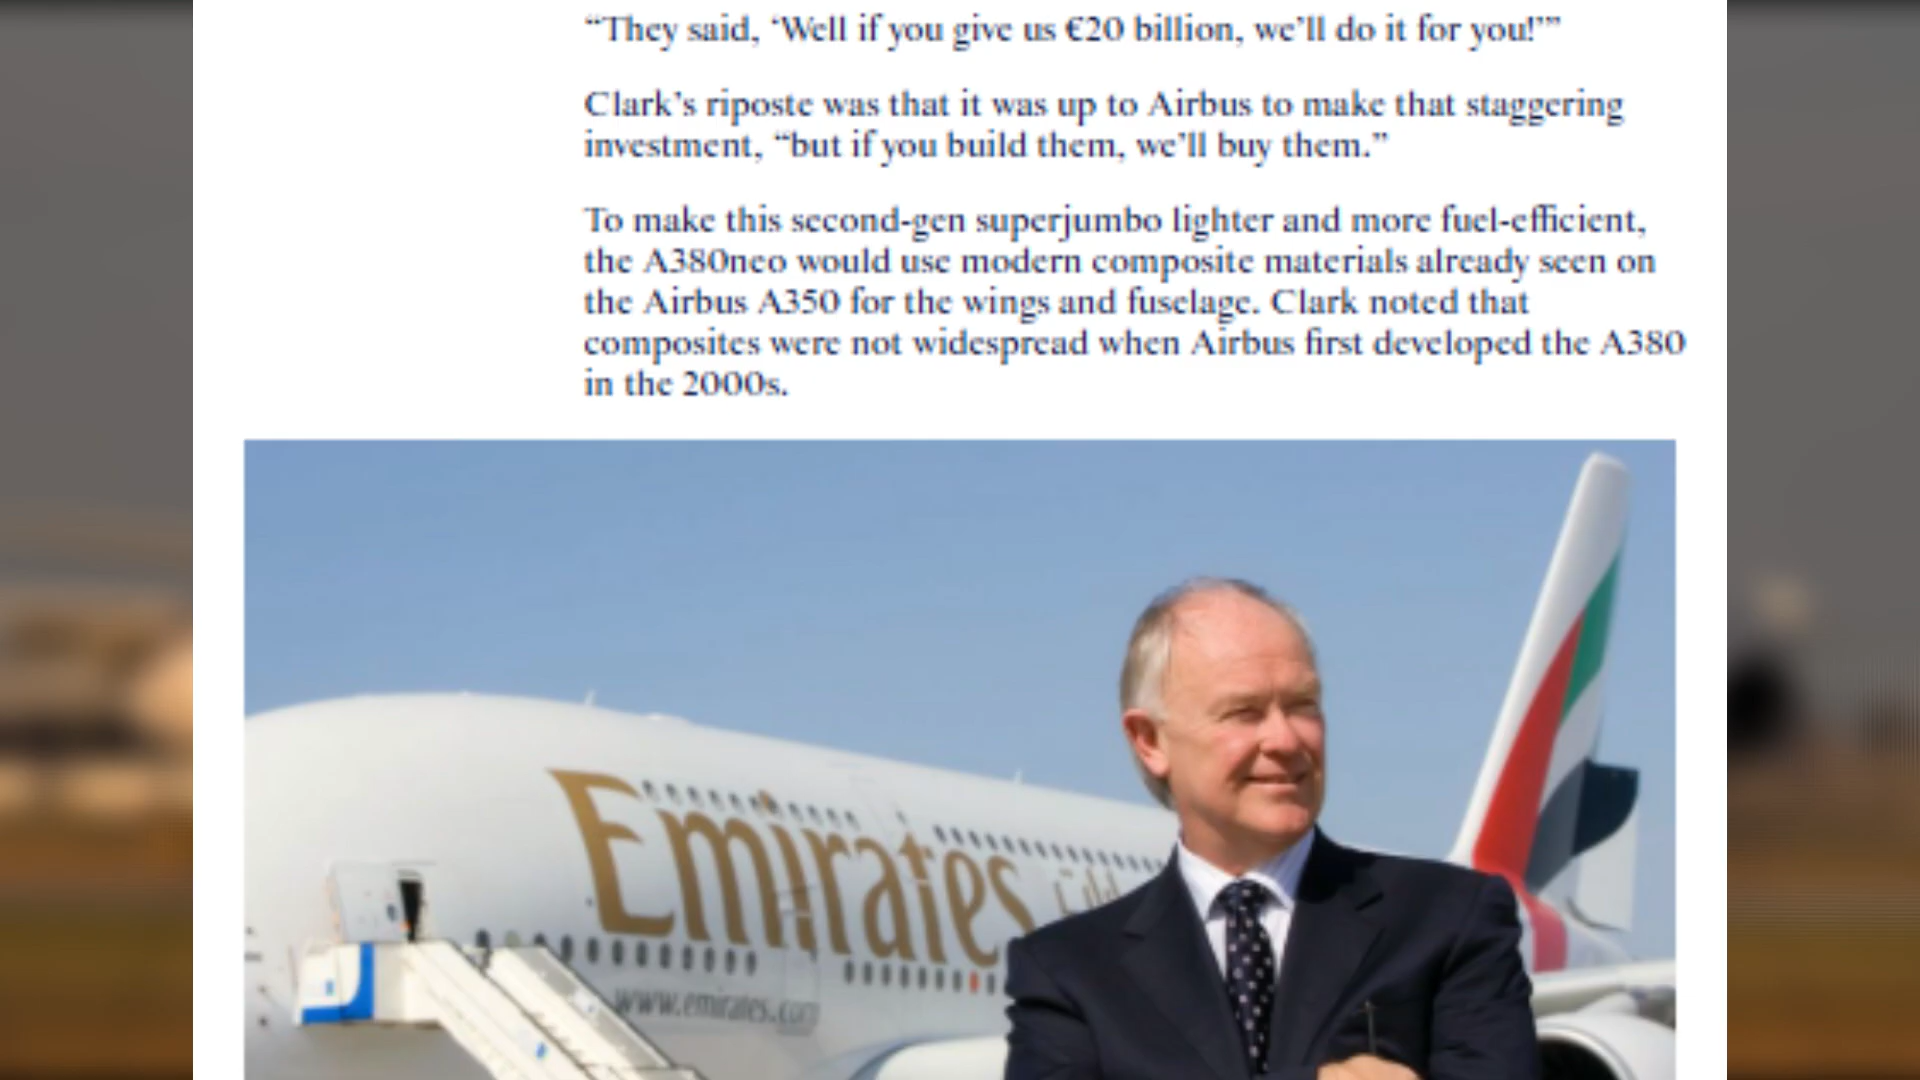 “They said, ‘Well if you give us €20 billion, we’ll do it for you!’”
Clark’s riposte was that it was up to Airbus to make that staggering
investment, “but if you build them, we’ll buy them.”
To make this second-gen superjumbo lighter and more fuel-efficient,
the A380neo would use modern composite materials already seen on
the Airbus A350 for the wings and fuselage. Clark noted that
composites were not widespread when Airbus first developed the A380
in the 2000s.
Emirates
www.emirates.com